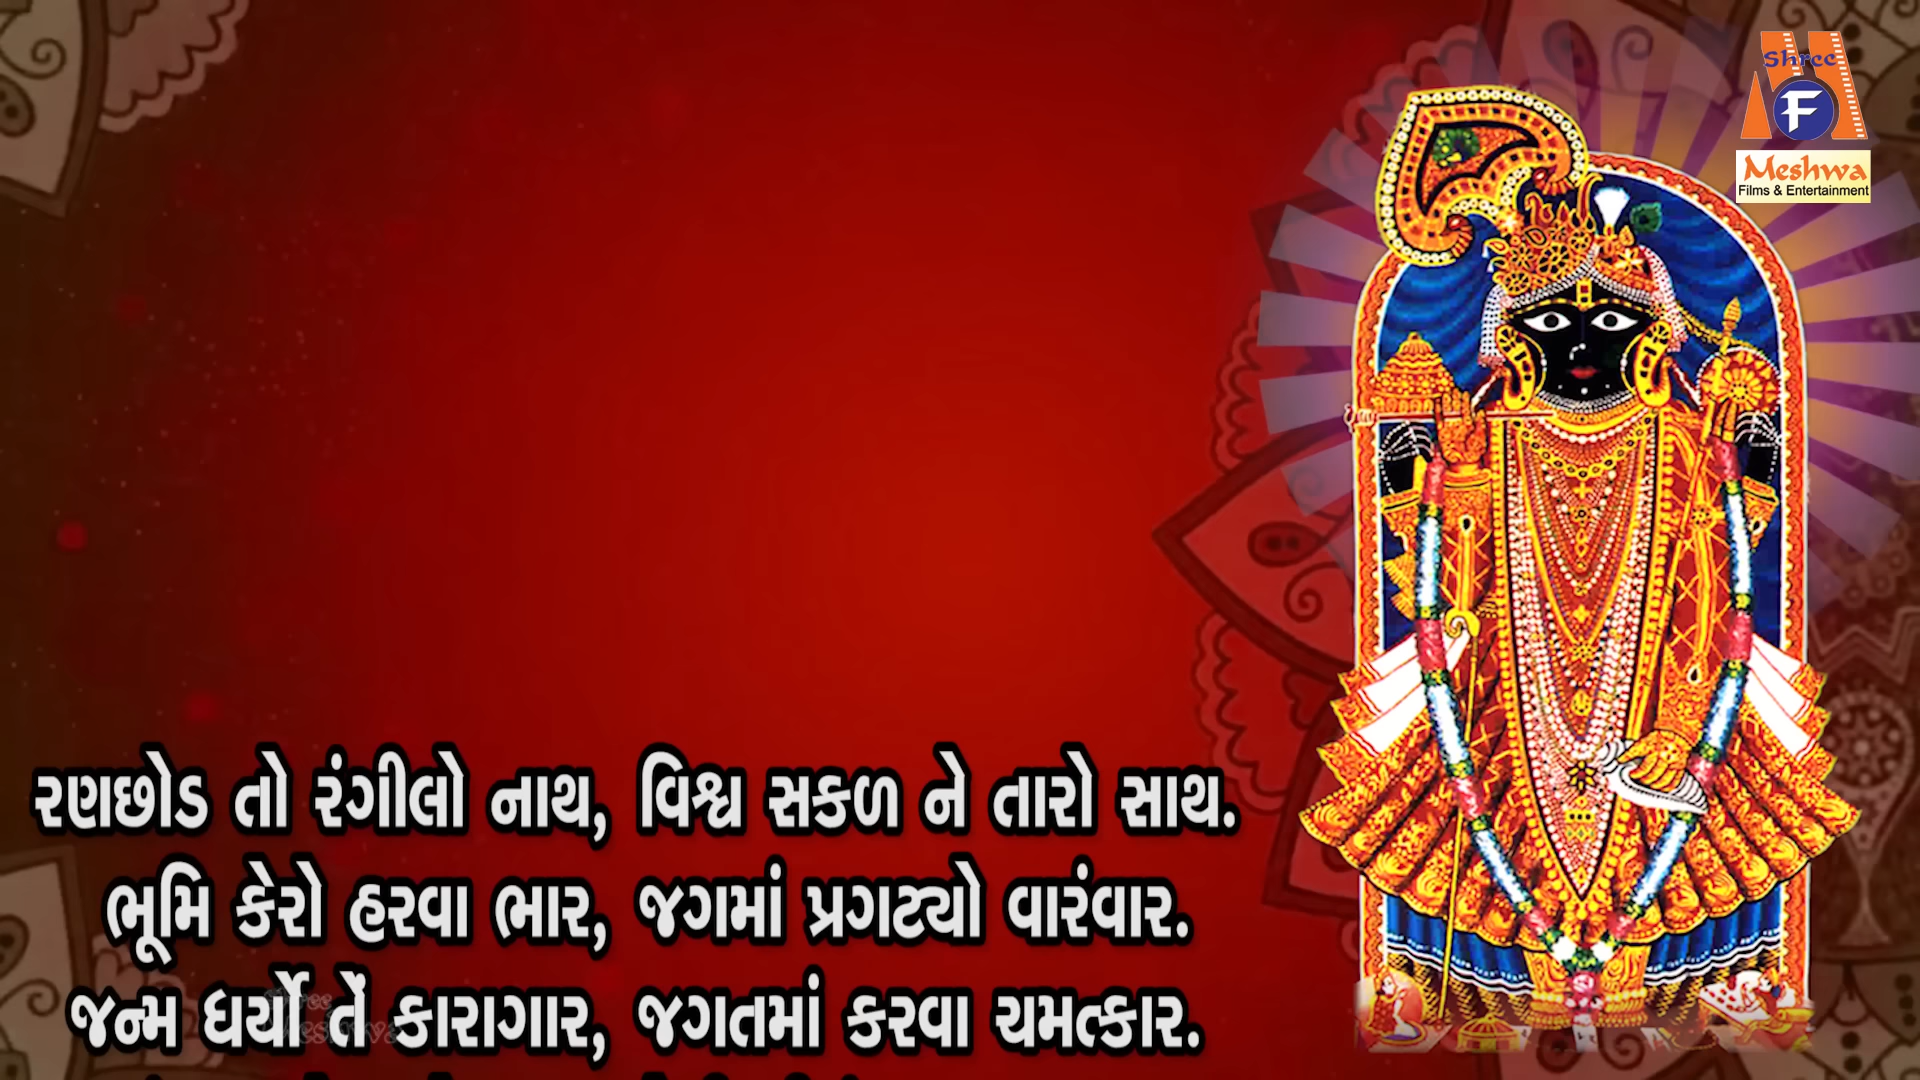 Shree
F
Meshwa
Films & Entertainment
રણછોડ તો રંગીલો નાથ, વિશ્વ સકળ ને તારો સાથ.
ભૂમિ કેરો હરવા ભાર, જગમાં પ્રગટ્યો વારંવાર.
જન્મ ધર્યો તેં કારાગાર, જગતમાં કરવા ચમત્કાર.